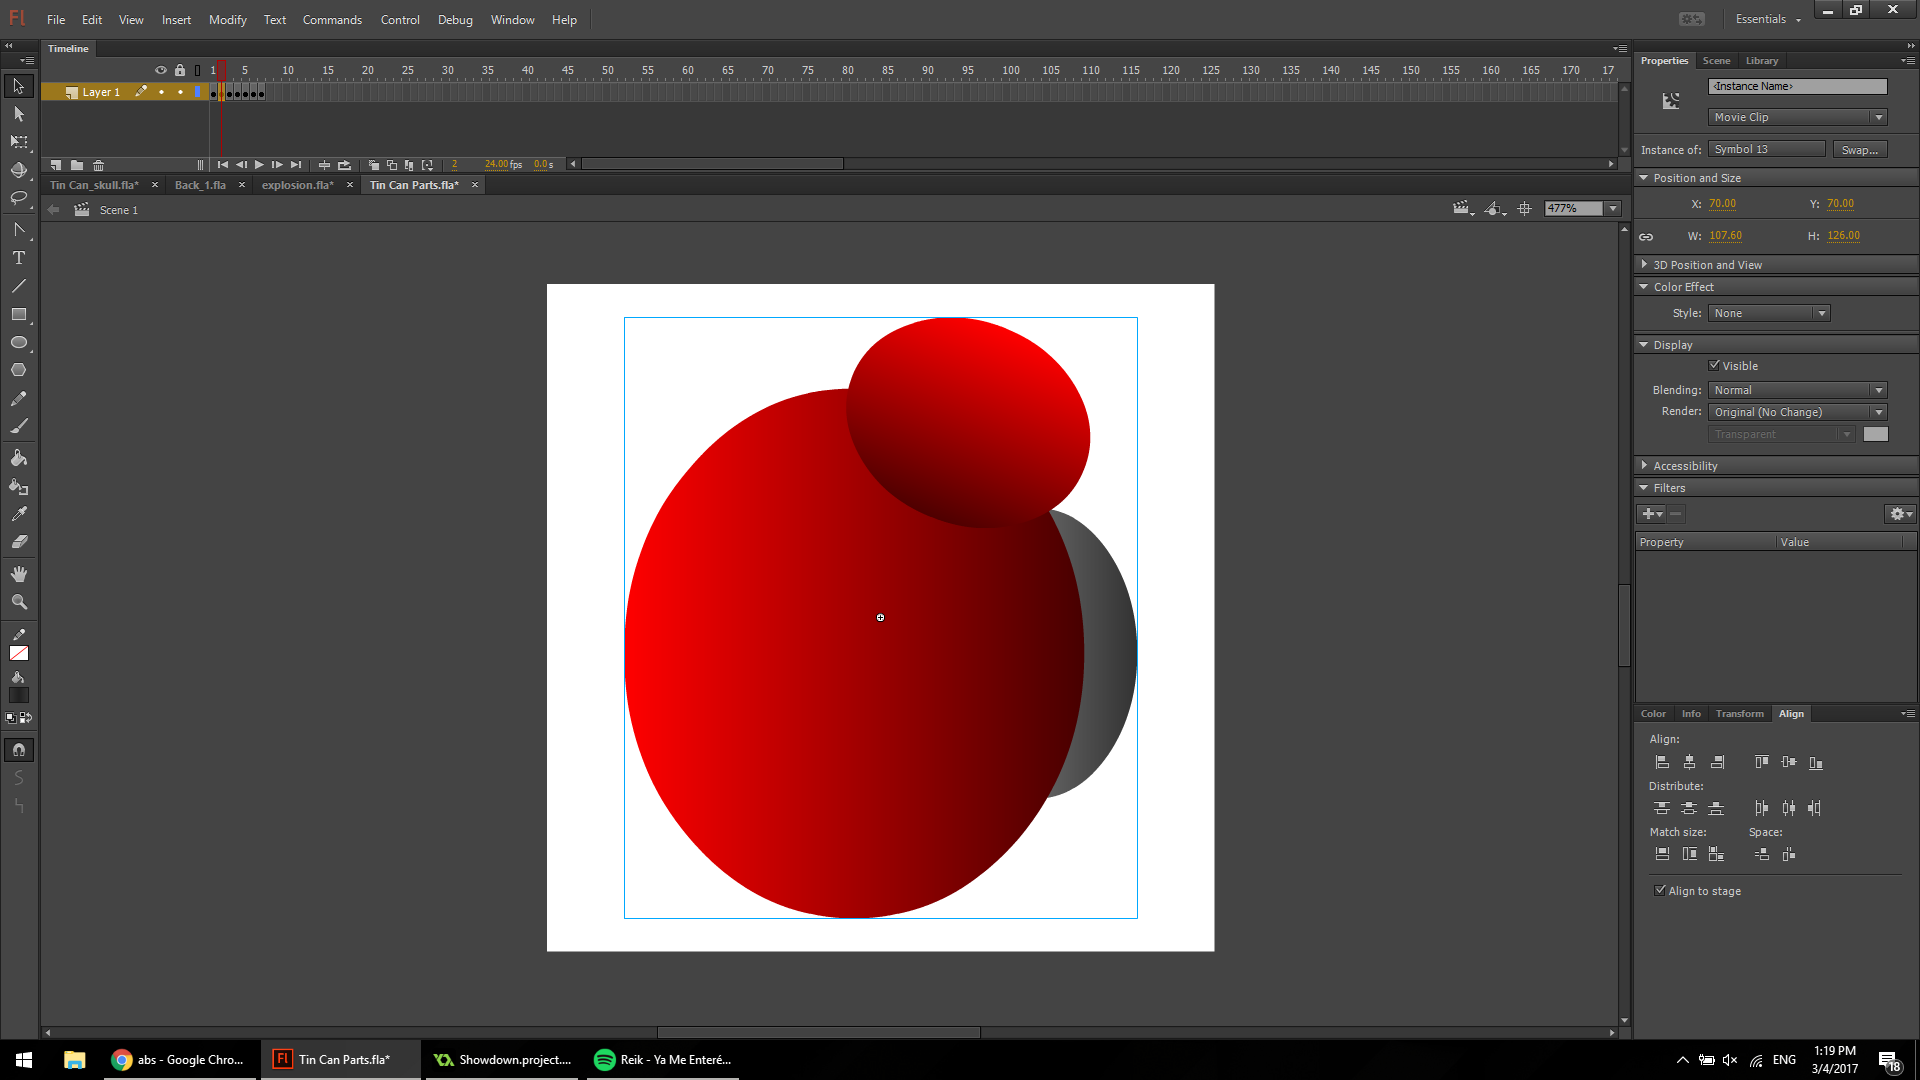 Fl File Edit View Insert Modify Text Commands Control Debug Window Help Essentials
Timeline
1 5 10 15 20 25 30 35 40 45 50 55 60 65 70 75 80 85 90 95 100 105 110 115 120 125 130 135 140 145 150 155 160 165 170 17
Layer 1
2 24.00 fps 0.0 s
Tin Can_skull.fla* Back_1.fla explosion.fla* Tin Can Parts.fla*
Scene 1
477%
Properties Scene Library
<Instance Name>
Movie Clip
Instance of: Symbol 13 Swap...
Position and Size
X: 70.00 Y: 70.00
W: 107.60 H: 126.00
3D Position and View
Color Effect
Style: None
Display
Visible
Blending: Normal
Render: Original (No Change)
Transparent
Accessibility
Filters
Property Value
Color Info Transform Align
Align:
Distribute:
Match size: Space:
Align to stage
abs - Google Chro...
Fl Tin Can Parts.fla*
Showdown.project....
Reik - Ya Me Enteré...
ENG
1:19 PM
3/4/2017
18